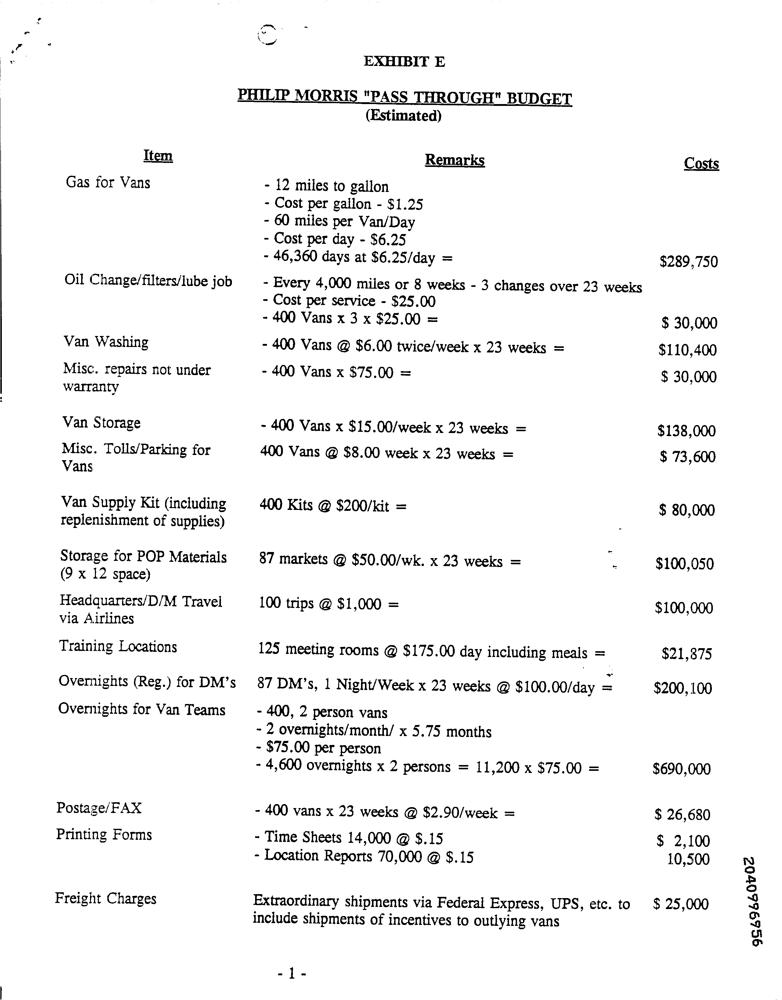 EXHIBIT E
PHILIP MORRIS "PASS THROUGH" BUDGET
(Estimated)
Item Remarks Costs
Gas for Vans - 12 miles to gallon
- Cost per gallon - $1.25
- 60 miles per Van/Day
- Cost per day - $6.25
- 46,360 days at $6.25/day = $289,750
Oil Change/filters/lube job - Every 4,000 miles or 8 weeks - 3 changes over 23 weeks
- Cost per service - $25.00
- 400 Vans x 3 x $25.00 = $ 30,000
Van Washing - 400 Vans @ $6.00 twice/week x 23 weeks = $110,400
Misc. repairs not under - 400 Vans x $75.00 = $ 30,000
warranty
Van Storage - 400 Vans x $15.00/week x 23 weeks = $138,000
Misc. Tolls/Parking for 400 Vans @ $8.00 week x 23 weeks = $ 73,600
Vans
Van Supply Kit (including 400 Kits @ $200/kit = $ 80,000
replenishment of supplies)
Storage for POP Materials 87 markets @ $50.00/wk. x 23 weeks = $100,050
(9 x 12 space)
Headquarters/D/M Travel 100 trips @ $1,000 = $100,000
via Airlines
Training Locations 125 meeting rooms @ $175.00 day including meals = $21,875
Overnights (Reg.) for DM's 87 DM's, 1 Night/Week x 23 weeks @ $100.00/day = $200,100
Overnights for Van Teams - 400, 2 person vans
- 2 overnights/month/ x 5.75 months
- $75.00 per person
- 4,600 overnights x 2 persons = 11,200 x $75.00 = $690,000
Postage/FAX - 400 vans x 23 weeks @ $2.90/week = $ 26,680
Printing Forms - Time Sheets 14,000 @ $.15 $ 2,100
- Location Reports 70,000 @ $.15 10,500
Freight Charges Extraordinary shipments via Federal Express, UPS, etc. to $ 25,000
include shipments of incentives to outlying vans
- 1 -
2040996956